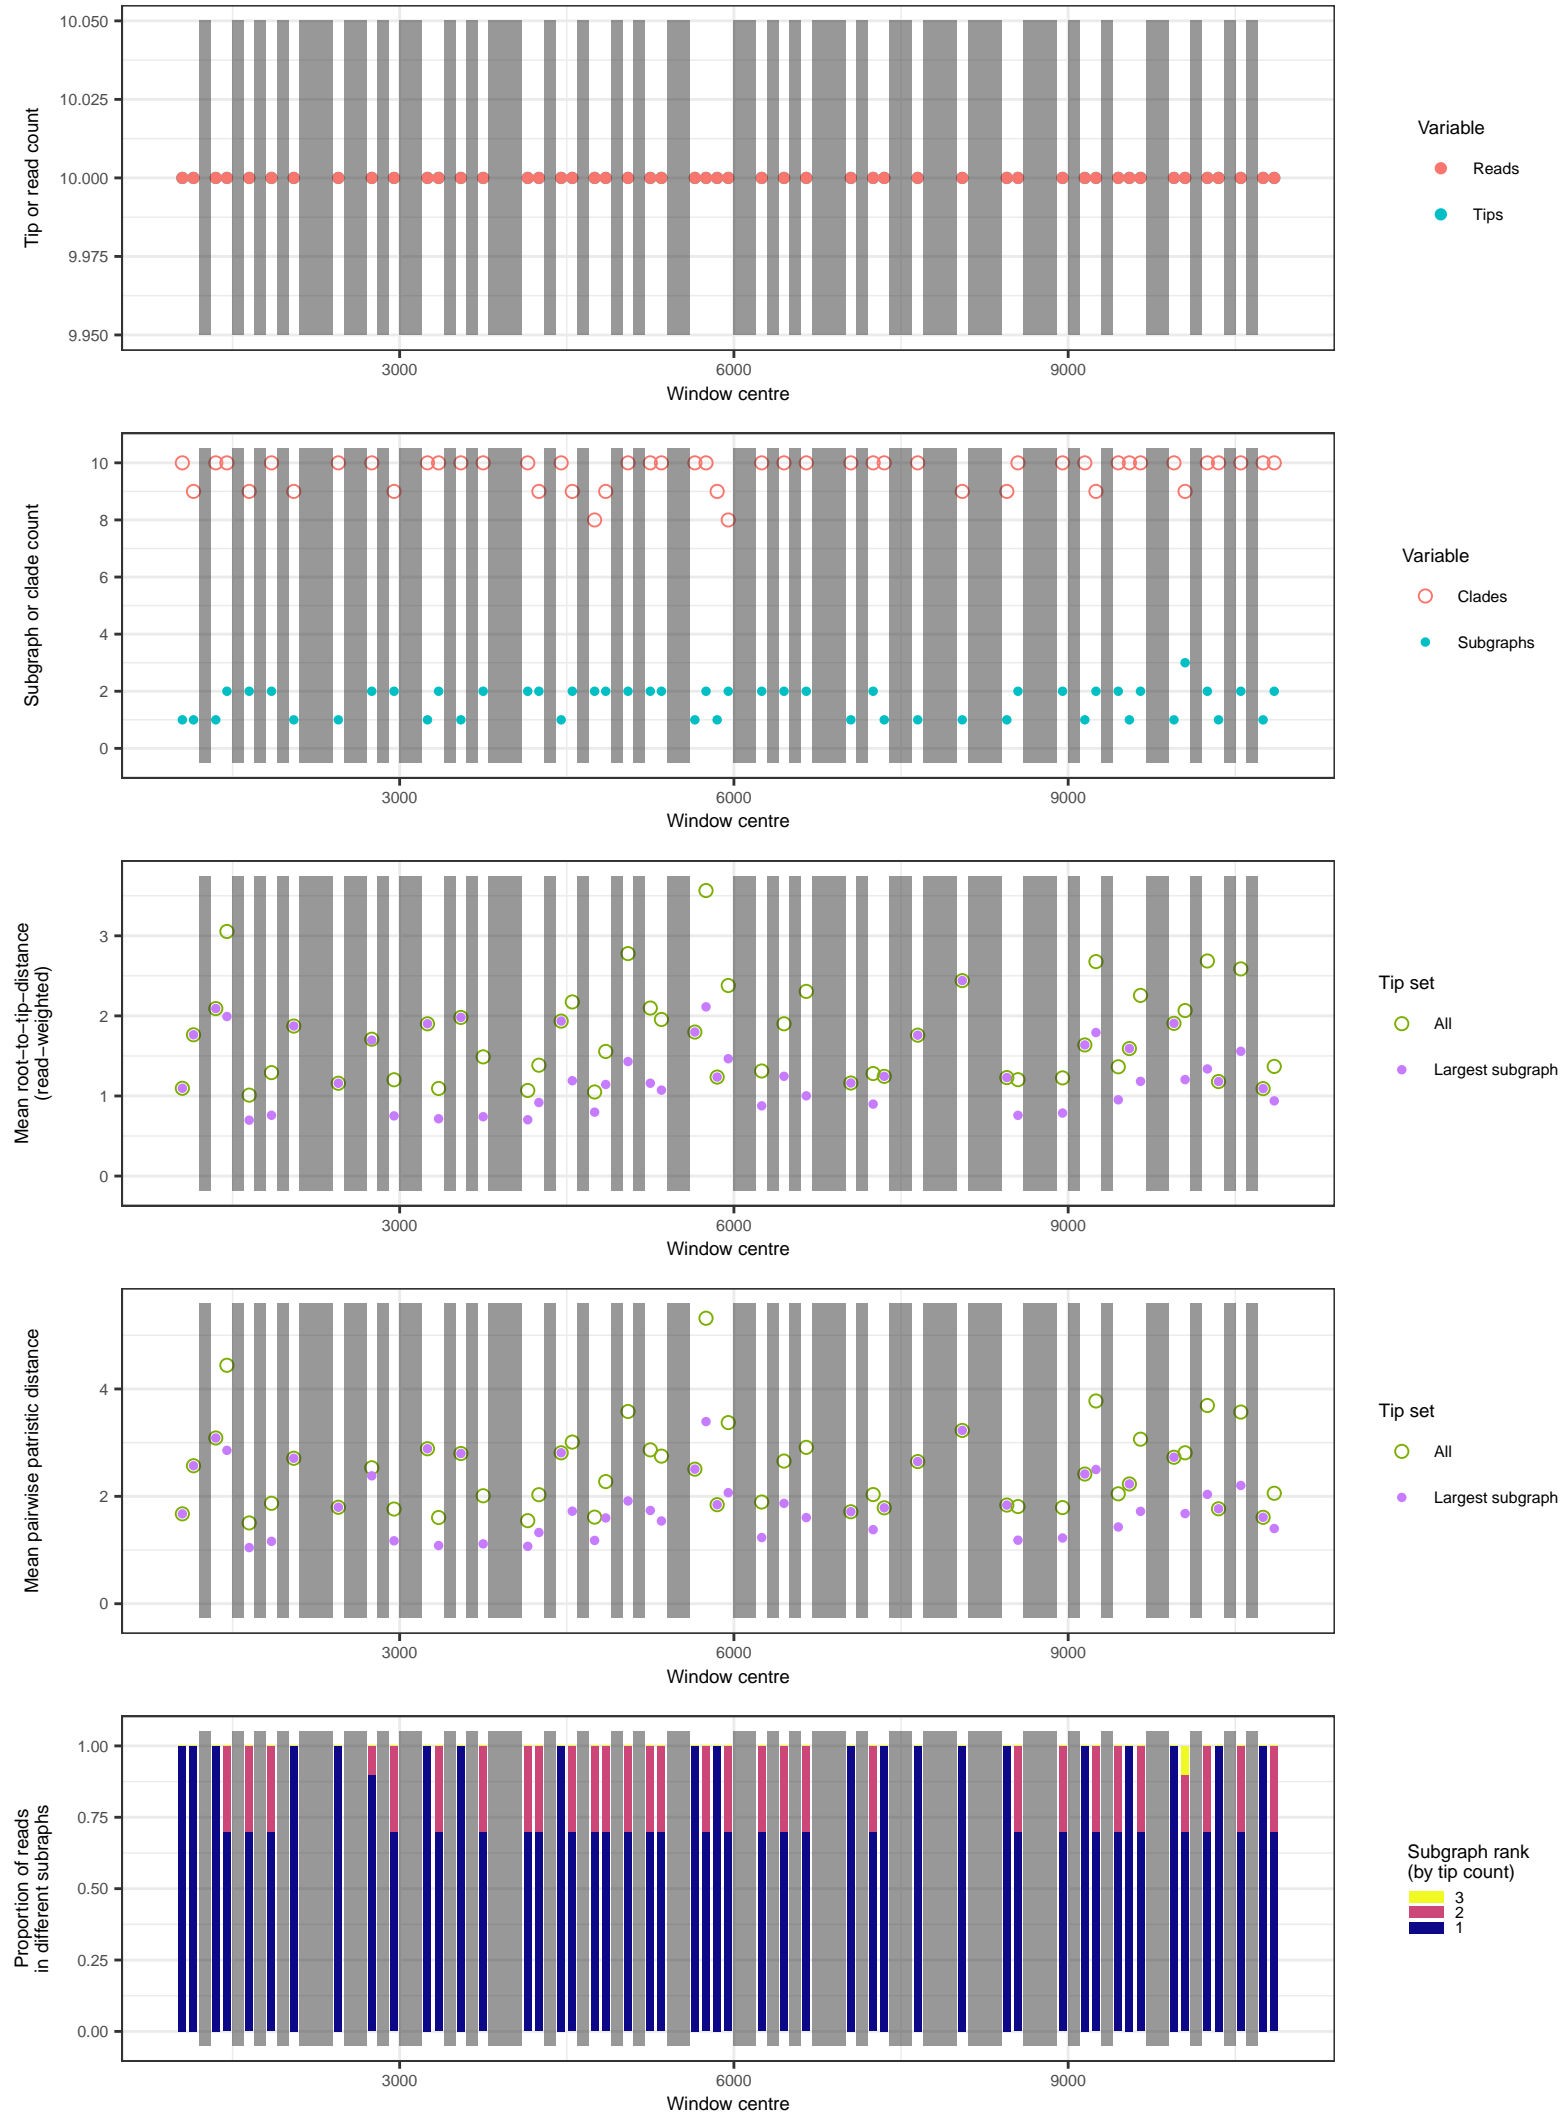 10.050
10.025
10.000
9.975
9.950
Tip or read count
3000
6000
9000
Window centre
Variable
Reads
Tips
10
8
6
4
2
0
Subgraph or clade count
3000
6000
9000
Window centre
Variable
Clades
Subgraphs
3
2
1
0
Mean root−to−tip−distance
(read−weighted)
3000
6000
9000
Window centre
Tip set
All
Largest subgraph
4
2
0
Mean pairwise patristic distance
3000
6000
9000
Window centre
Tip set
All
Largest subgraph
1.00
0.75
0.50
0.25
0.00
Proportion of reads
in different subraphs
3000
6000
9000
Window centre
Subgraph rank
(by tip count)
3
2
1